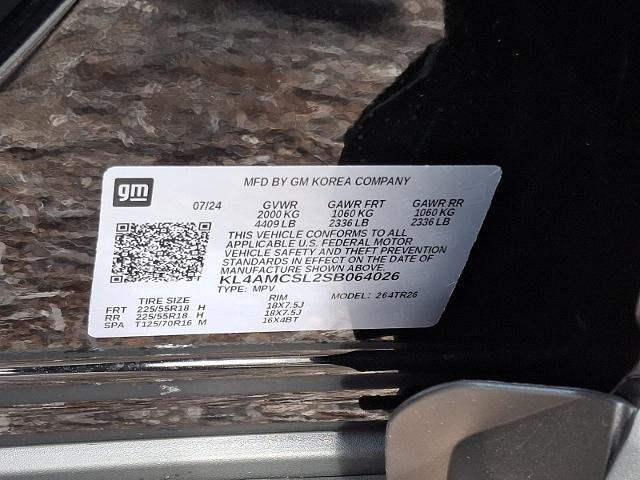 gm
MFD BY GM KOREA COMPANY
07/24 GVWR GAWR FRT GAWR RR
2000 KG 1060 KG 1060 KG
4409 LB 2336 LB 2336 LB
THIS VEHICLE CONFORMS TO ALL
APPLICABLE U.S. FEDERAL MOTOR
VEHICLE SAFETY AND THEFT PREVENTION
STANDARDS IN EFFECT ON THE DATE OF
MANUFACTURE SHOWN ABOVE.
KL4AMCSL2SB064026
TYPE: MPV MODEL: 264TR26
TIRE SIZE RIM
FRT 225/55R18 H 18X7.5J
RR 225/55R18 H 18X7.5J
SPA T125/70R16 M 16X4BT